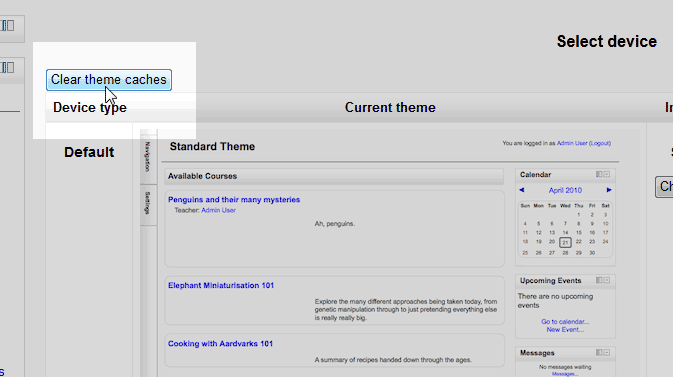 Select device
Clear theme caches
Device type
Current theme
Default
Navigation
Settings
Standard Theme
You are logged in as Admin User (Logout)
Available Courses
Penguins and their many mysteries
Teacher: Admin User
Ah, penguins.
Elephant Miniaturisation 101
Explore the many different approaches being taken today, from
genetic manipulation through to just pretending everything else
is really really big.
Cooking with Aardvarks 101
A summary of recipes handed down through the ages.
Calendar
April 2010
Sun Mon Tue Wed Thu Fri Sat
1 2 3
4 5 6 7 8 9 10
11 12 13 14 15 16 17
18 19 20 21 22 23 24
25 26 27 28 29 30
Upcoming Events
There are no upcoming
events
Go to calendar...
New Event...
Messages
No messages waiting
Messages...